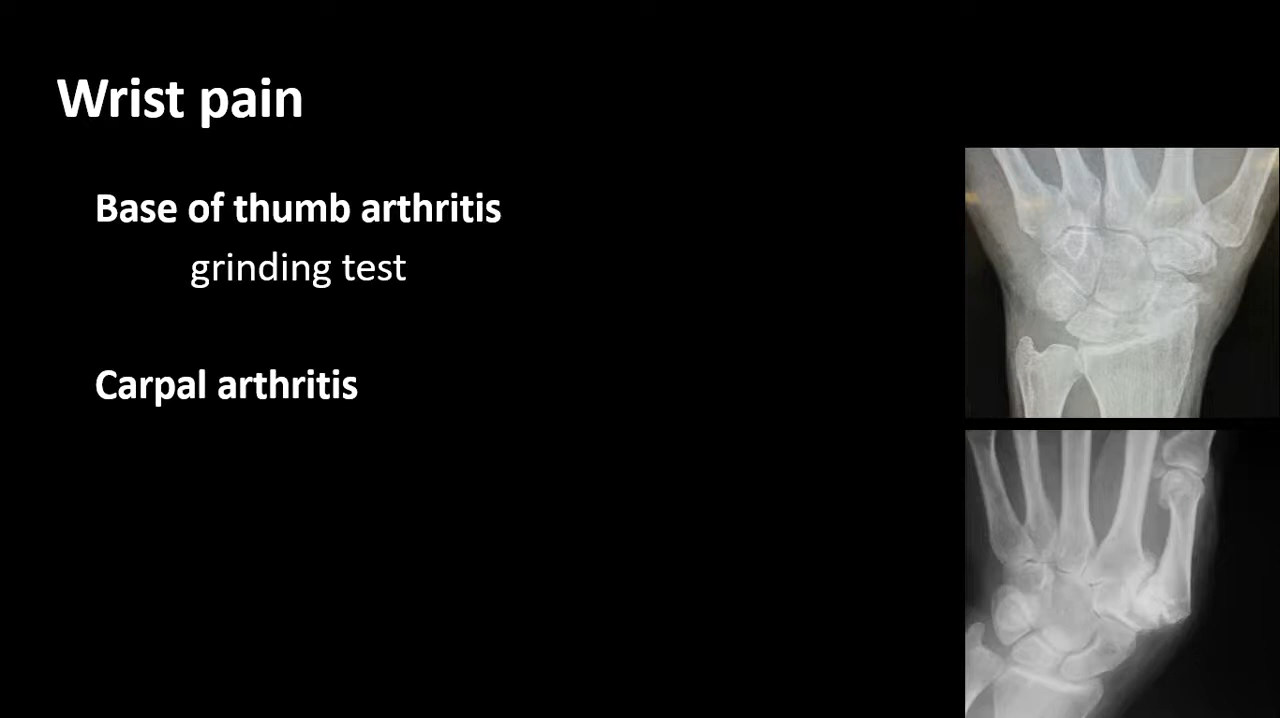 Wrist pain
Base of thumb arthritis
grinding test
Carpal arthritis